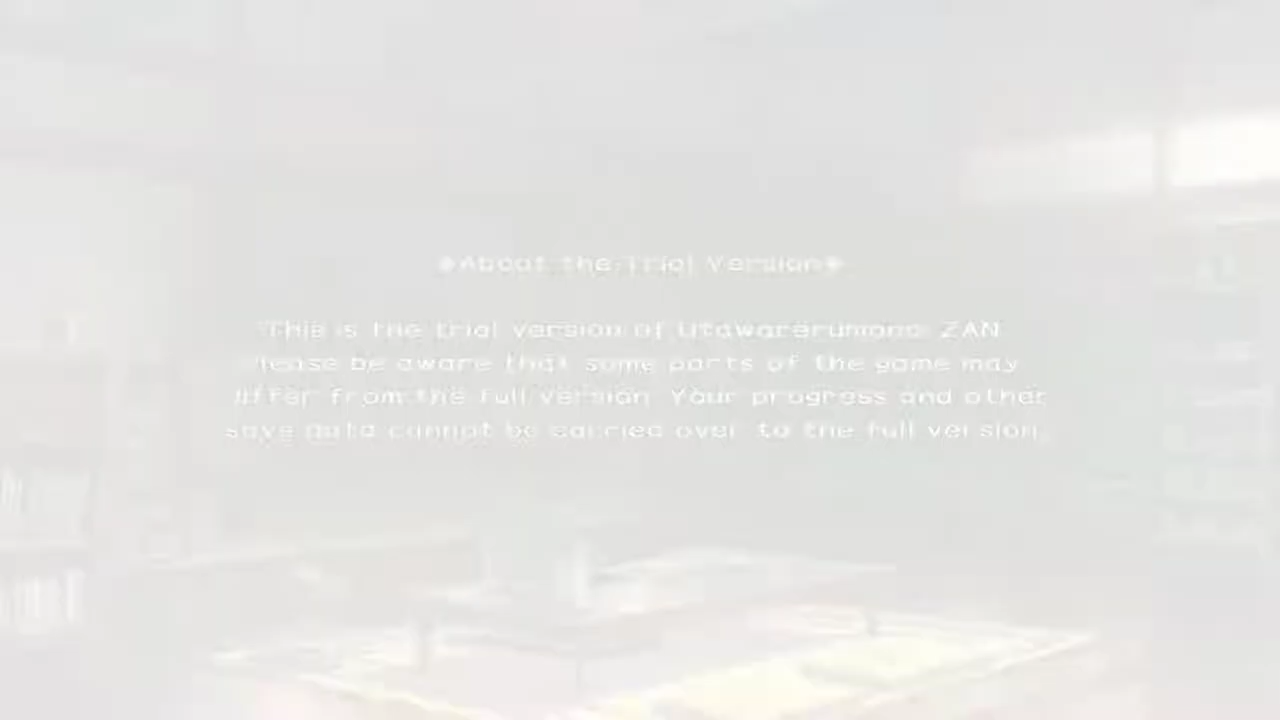 ◆About the Trial Version◆
This is the trial version of Utawarerumono: ZAN.
Please be aware that some parts of the game may
differ from the full version. Your progress and other
save data cannot be carried over to the full version.